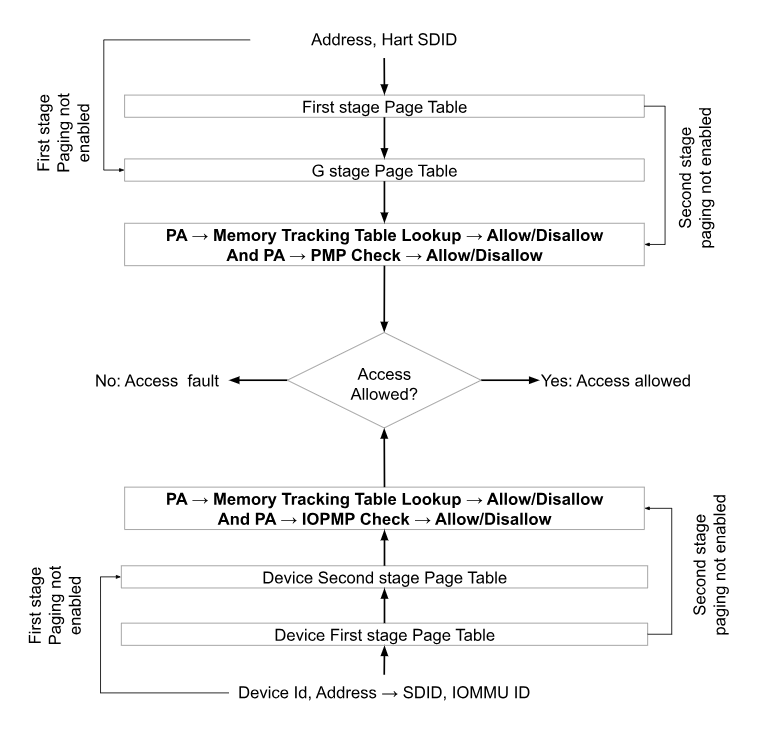 Address, Hart SDID
First stage
Paging not
enabled
First stage Page Table
G stage Page Table
Second stage
paging not enabled
PA → Memory Tracking Table Lookup → Allow/Disallow
And PA → PMP Check → Allow/Disallow
Access
Allowed?
No: Access fault
Yes: Access allowed
PA → Memory Tracking Table Lookup → Allow/Disallow
And PA → IOPMP Check → Allow/Disallow
Second stage
paging not enabled
Device Second stage Page Table
First stage
Paging not
enabled
Device First stage Page Table
Device Id, Address → SDID, IOMMU ID